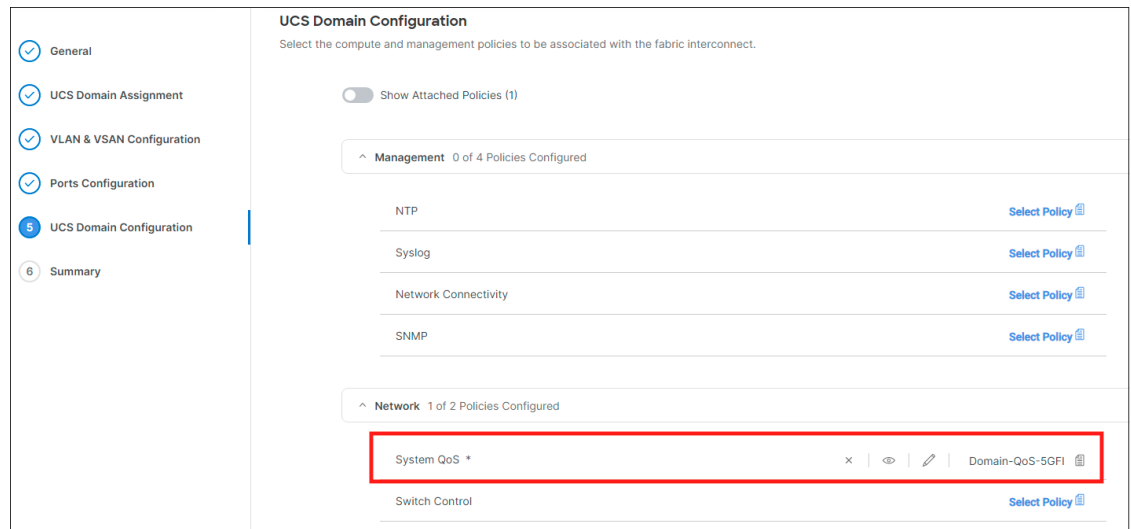 UCS Domain Configuration
Select the compute and management policies to be associated with the fabric interconnect.
General
UCS Domain Assignment
VLAN & VSAN Configuration
Ports Configuration
5 UCS Domain Configuration
6 Summary
Show Attached Policies (1)
Management 0 of 4 Policies Configured
NTP Select Policy
Syslog Select Policy
Network Connectivity Select Policy
SNMP Select Policy
Network 1 of 2 Policies Configured
System QoS * Domain-QoS-5GFI
Switch Control Select Policy